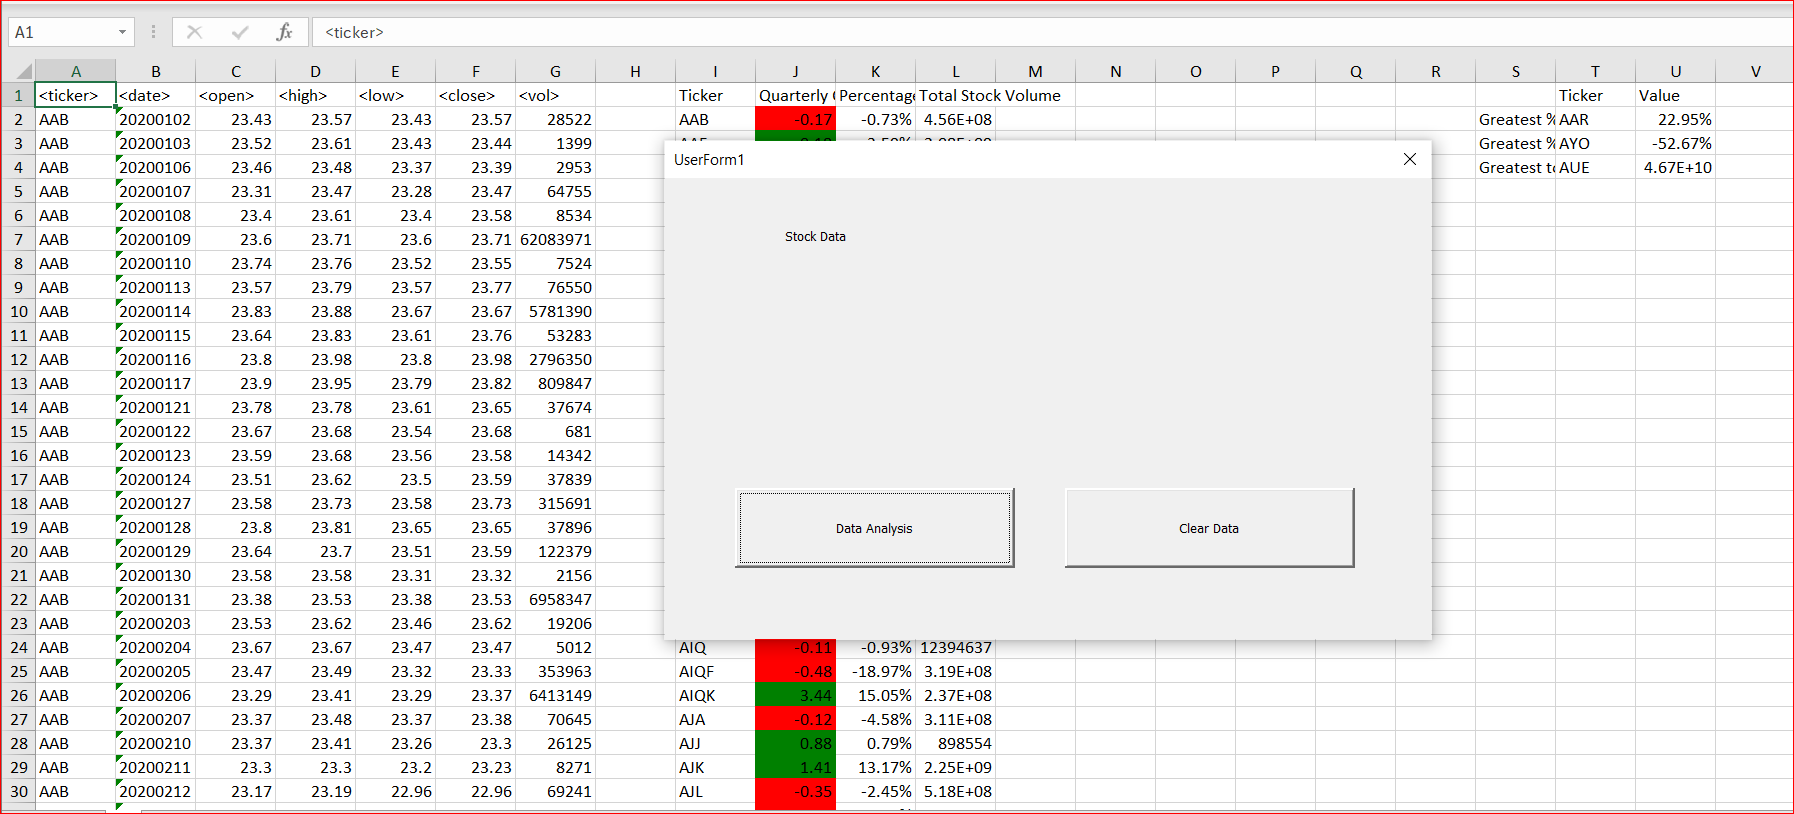 A1 fx <ticker>
A B C D E F G H I J K L M N O P Q R S T U V
1 <ticker> <date> <open> <high> <low> <close> <vol> Ticker Quarterly Percentage Total Stock Volume Ticker Value
2 AAB 20200102 23.43 23.57 23.43 23.57 28522 AAB -0.17 -0.73% 4.56E+08 Greatest % AAR 22.95%
3 AAB 20200103 23.52 23.61 23.43 23.44 1399 Greatest % AYO -52.67%
UserForm1
4 AAB 20200106 23.46 23.48 23.37 23.39 2953 Greatest to AUE 4.67E+10
5 AAB 20200107 23.31 23.47 23.28 23.47 64755
6 AAB 20200108 23.4 23.61 23.4 23.58 8534
Stock Data
7 AAB 20200109 23.6 23.71 23.6 23.71 62083971
8 AAB 20200110 23.74 23.76 23.52 23.55 7524
9 AAB 20200113 23.57 23.79 23.57 23.77 76550
10 AAB 20200114 23.83 23.88 23.67 23.67 5781390
11 AAB 20200115 23.64 23.83 23.61 23.76 53283
12 AAB 20200116 23.8 23.98 23.8 23.98 2796350
13 AAB 20200117 23.9 23.95 23.79 23.82 809847
14 AAB 20200121 23.78 23.78 23.61 23.65 37674
15 AAB 20200122 23.67 23.68 23.54 23.68 681
16 AAB 20200123 23.59 23.68 23.56 23.58 14342
17 AAB 20200124 23.51 23.62 23.5 23.59 37839
18 AAB 20200127 23.58 23.73 23.58 23.73 315691
19 AAB 20200128 23.8 23.81 23.65 23.65 37896
Data Analysis Clear Data
20 AAB 20200129 23.64 23.7 23.51 23.59 122379
21 AAB 20200130 23.58 23.58 23.31 23.32 2156
22 AAB 20200131 23.38 23.53 23.38 23.53 6958347
23 AAB 20200203 23.53 23.62 23.46 23.62 19206
24 AAB 20200204 23.67 23.67 23.47 23.47 5012 AIQ -0.11 -0.93% 12394637
25 AAB 20200205 23.47 23.49 23.32 23.33 353963 AIQF -0.48 -18.97% 3.19E+08
26 AAB 20200206 23.29 23.41 23.29 23.37 6413149 AIQK 3.44 15.05% 2.37E+08
27 AAB 20200207 23.37 23.48 23.37 23.38 70645 AJA -0.12 -4.58% 3.11E+08
28 AAB 20200210 23.37 23.41 23.26 23.3 26125 AJJ 0.88 0.79% 898554
29 AAB 20200211 23.3 23.3 23.2 23.23 8271 AJK 1.41 13.17% 2.25E+09
30 AAB 20200212 23.17 23.19 22.96 22.96 69241 AJL -0.35 -2.45% 5.18E+08